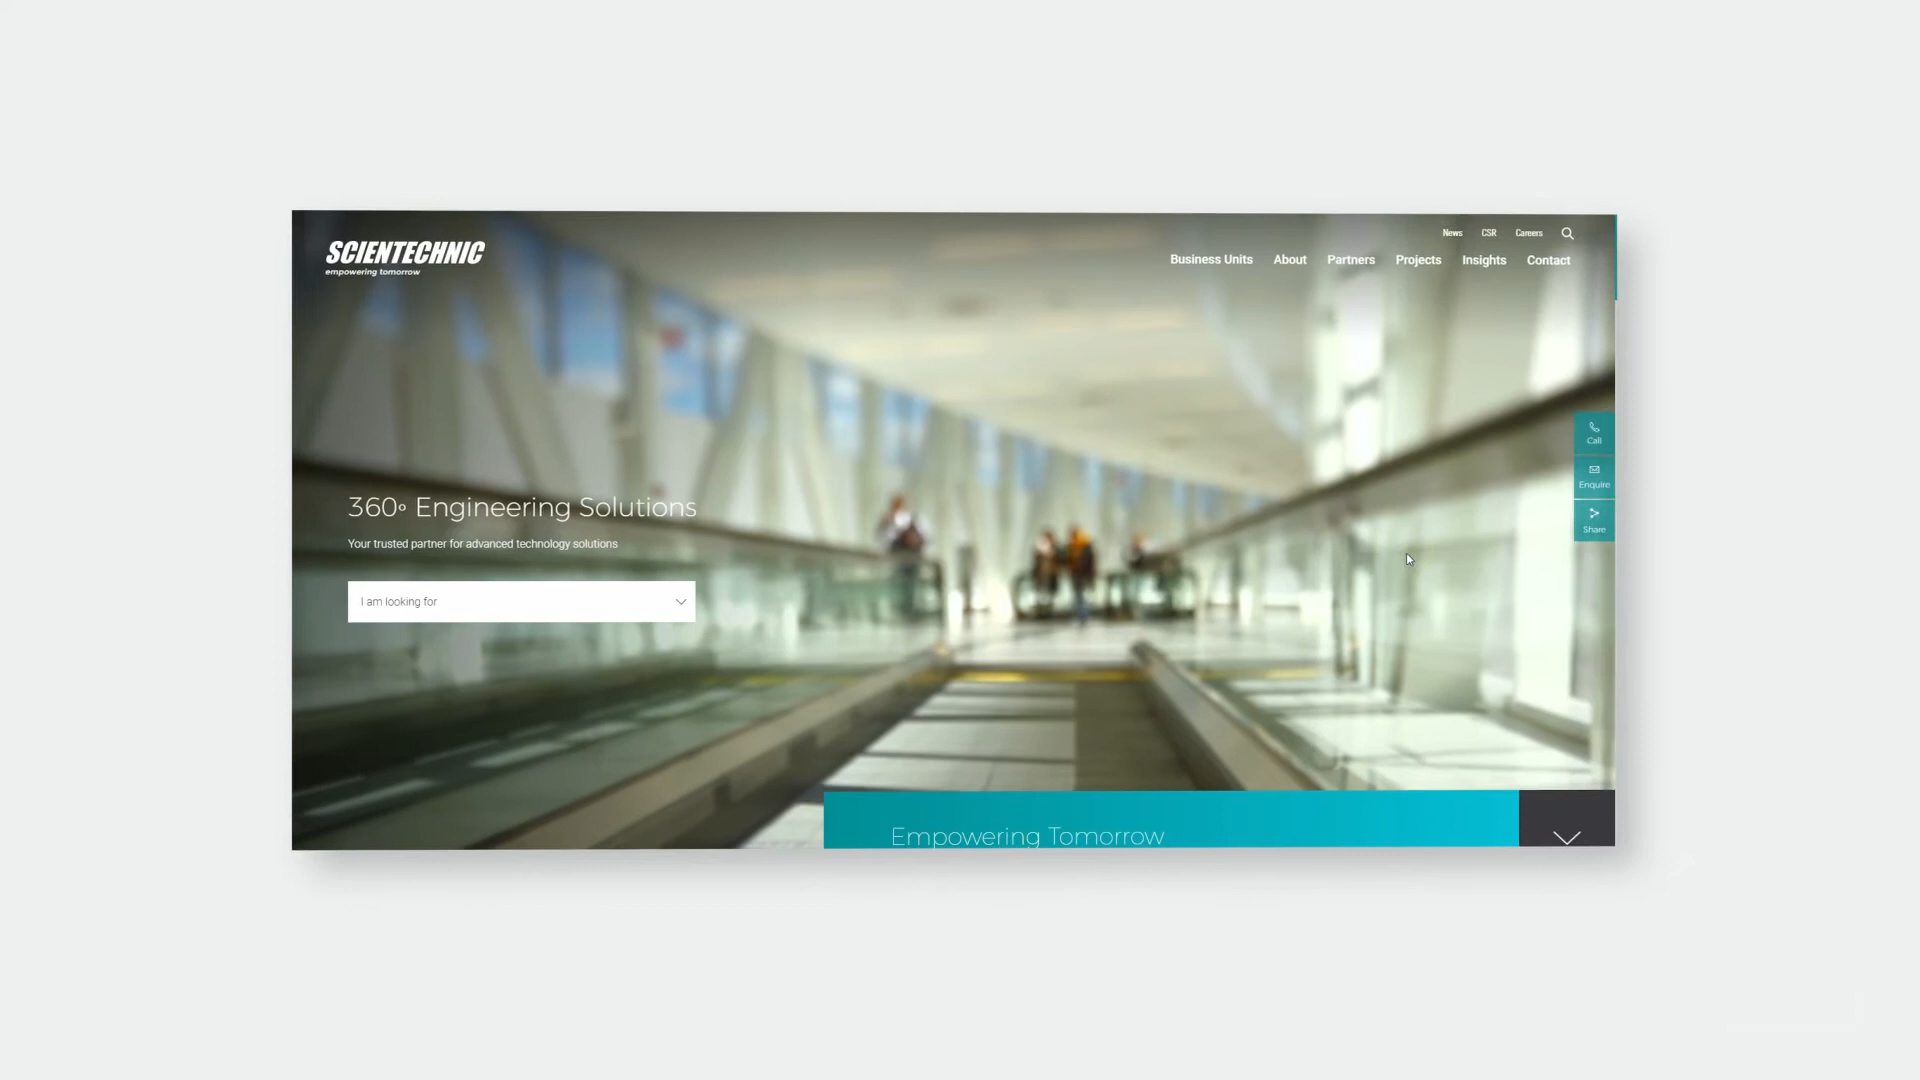 News CSR Careers
SCIENTECHNIC
empowering tomorrow
Business Units About Partners Projects Insights Contact
Call
Enquire
Share
360° Engineering Solutions
Your trusted partner for advanced technology solutions
I am looking for
Empowering Tomorrow